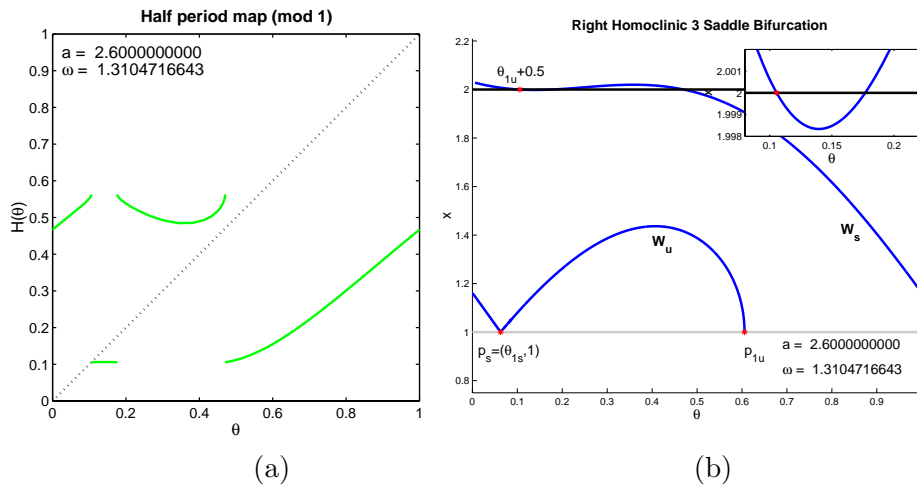 Half period map (mod 1)
a = 2.6000000000
ω = 1.3104716643
1
0.9
0.8
0.7
0.6
0.5
0.4
0.3
0.2
0.1
0
H(θ)
0
0.2
0.4
0.6
0.8
1
θ
(a)
Right Homoclinic 3 Saddle Bifurcation
2.2
2
1.8
1.6
1.4
1.2
1
0.8
x
θ1u+0.5
2.001
2
1.999
1.998
x
0.1
0.15
0.2
θ
Wu
Ws
ps=(θ1s,1)
p1u
a = 2.6000000000
ω = 1.3104716643
0
0.1
0.2
0.3
0.4
0.5
0.6
0.7
0.8
0.9
θ
(b)